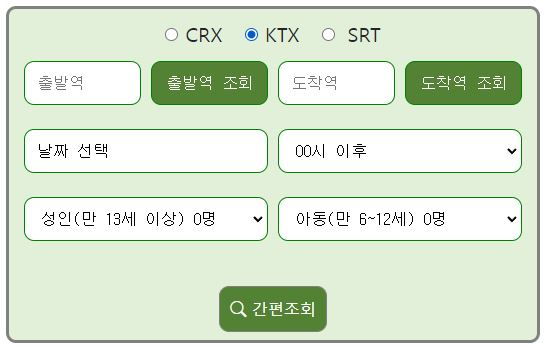 CRX KTX SRT
출발역 출발역 조회 도착역 도착역 조회
날짜 선택 00시 이후
성인(만 13세 이상) 0명 아동(만 6~12세) 0명
간편조회